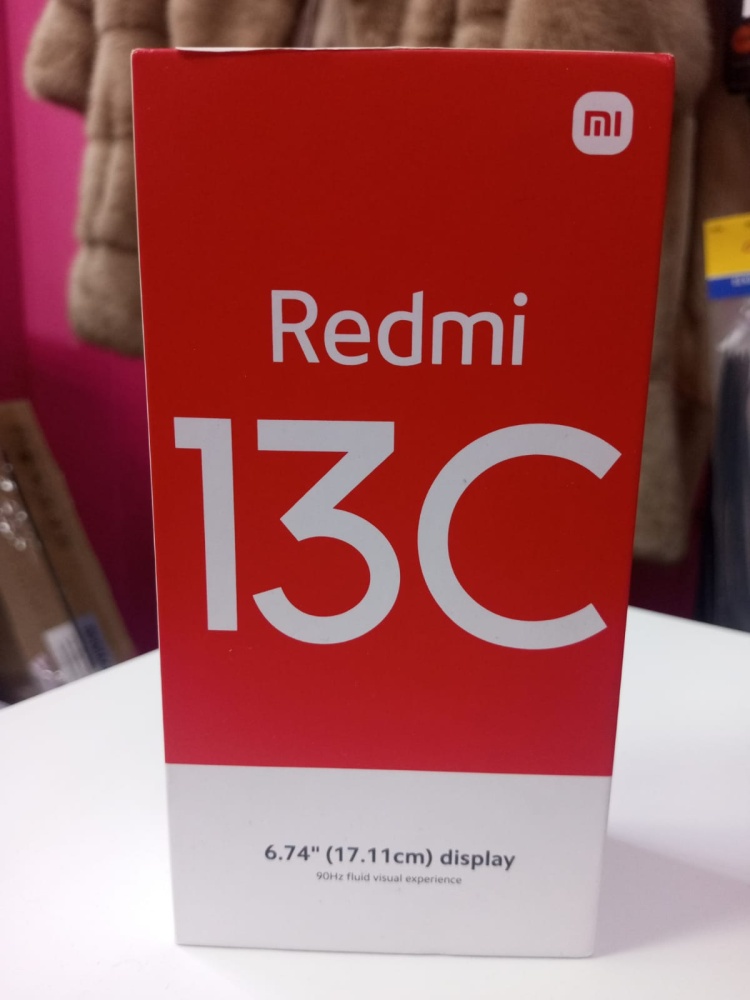 mi
Redmi
13C
6.74" (17.11cm) display
90Hz fluid visual experience